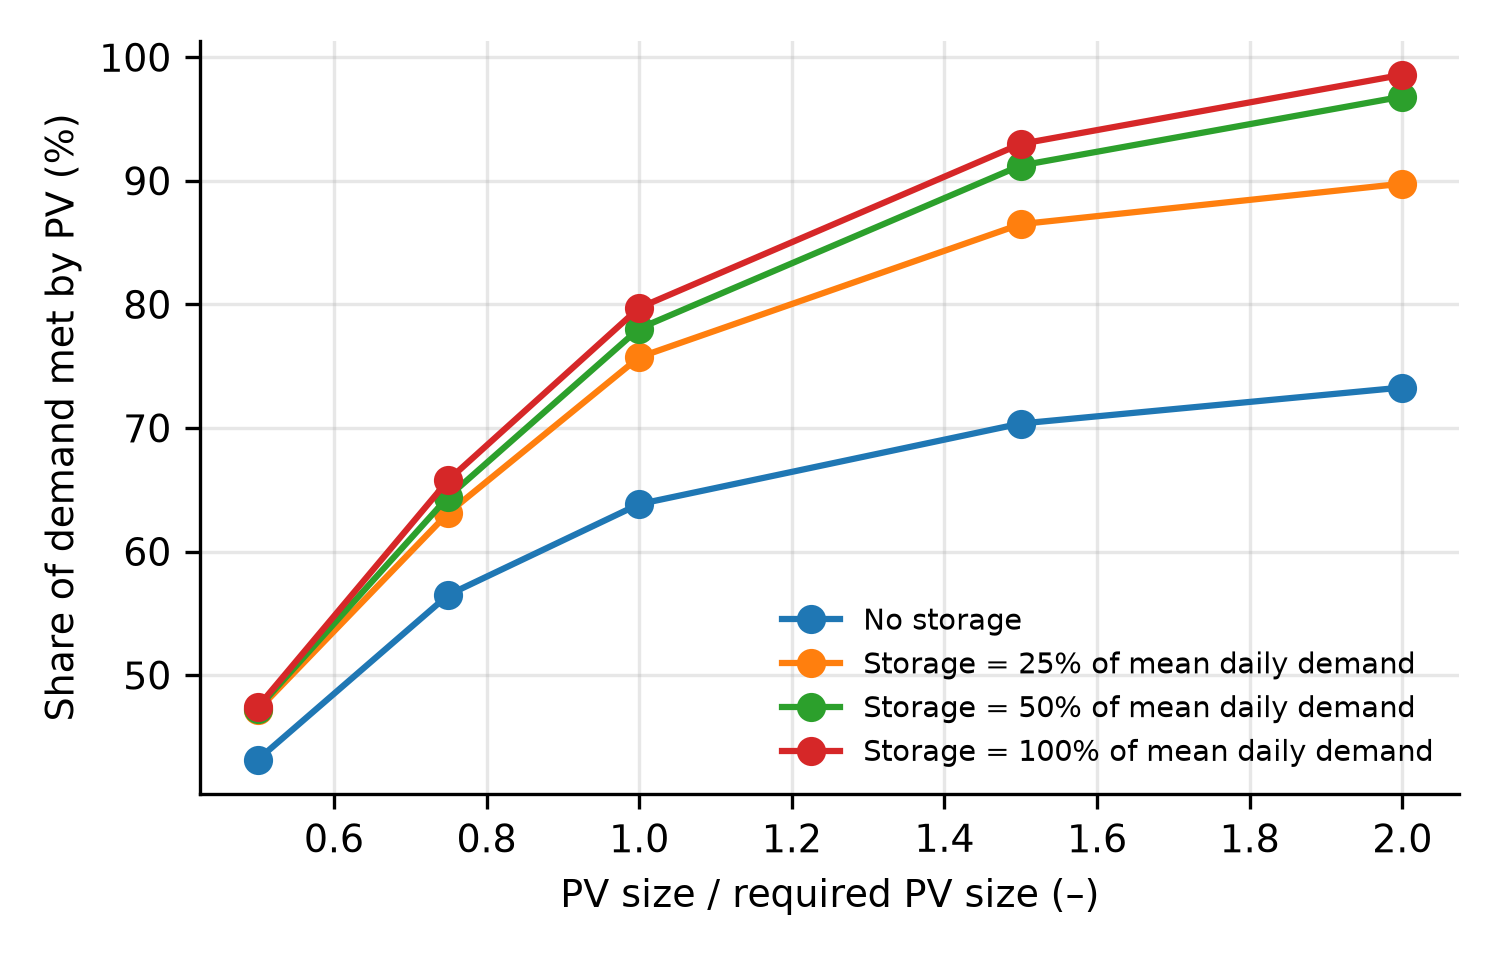 100
90
80
70
60
50
Share of demand met by PV (%)
No storage
Storage = 25% of mean daily demand
Storage = 50% of mean daily demand
Storage = 100% of mean daily demand
0.6 0.8 1.0 1.2 1.4 1.6 1.8 2.0
PV size / required PV size (–)